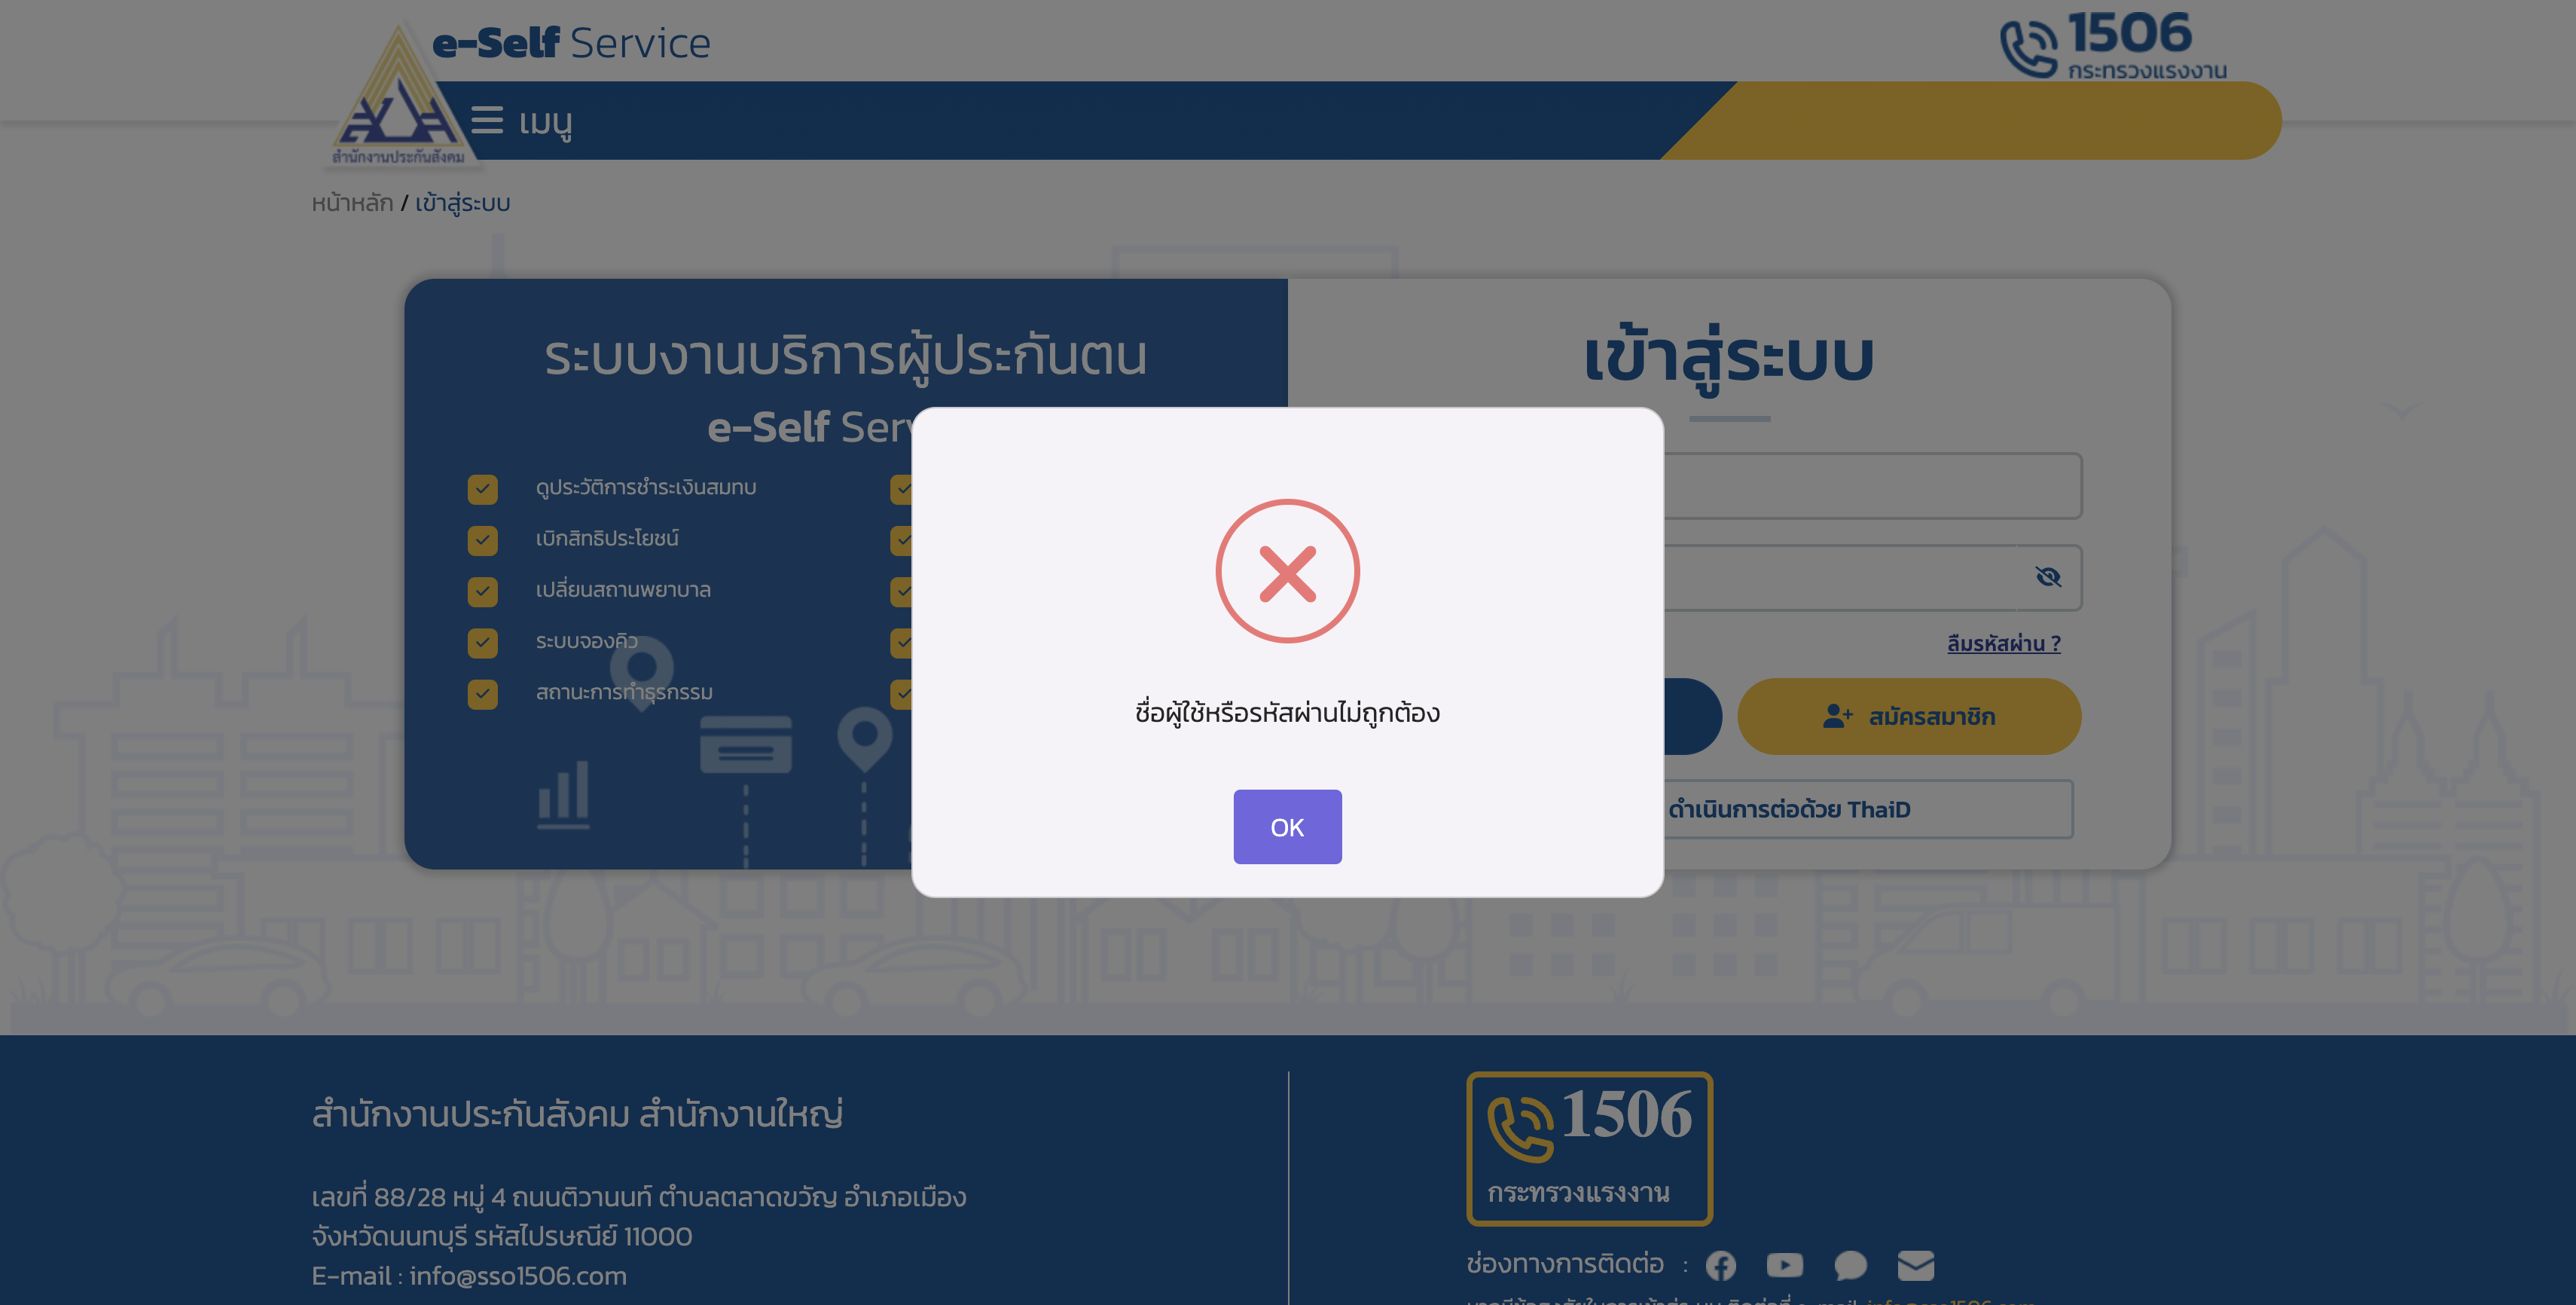 e-Self Service
1506
กระทรวงแรงงาน
สำนักงานประกันสังคม
เมนู
หน้าหลัก / เข้าสู่ระบบ
ระบบงานบริการผู้ประกันตน
e-Self Serv
ดูประวัติการชำระเงินสมทบ
เบิกสิทธิประโยชน์
เปลี่ยนสถานพยาบาล
ระบบจองคิว
สถานะการทำธุรกรรม
เข้าสู่ระบบ
ลืมรหัสผ่าน ?
สมัครสมาชิก
ดำเนินการต่อด้วย ThaiD
ชื่อผู้ใช้หรือรหัสผ่านไม่ถูกต้อง
OK
สำนักงานประกันสังคม สำนักงานใหญ่
เลขที่ 88/28 หมู่ 4 ถนนติวานนท์ ตำบลตลาดขวัญ อำเภอเมือง
จังหวัดนนทบุรี รหัสไปรษณีย์ 11000
E-mail : info@sso1506.com
1506
กระทรวงแรงงาน
ช่องทางการติดต่อ :